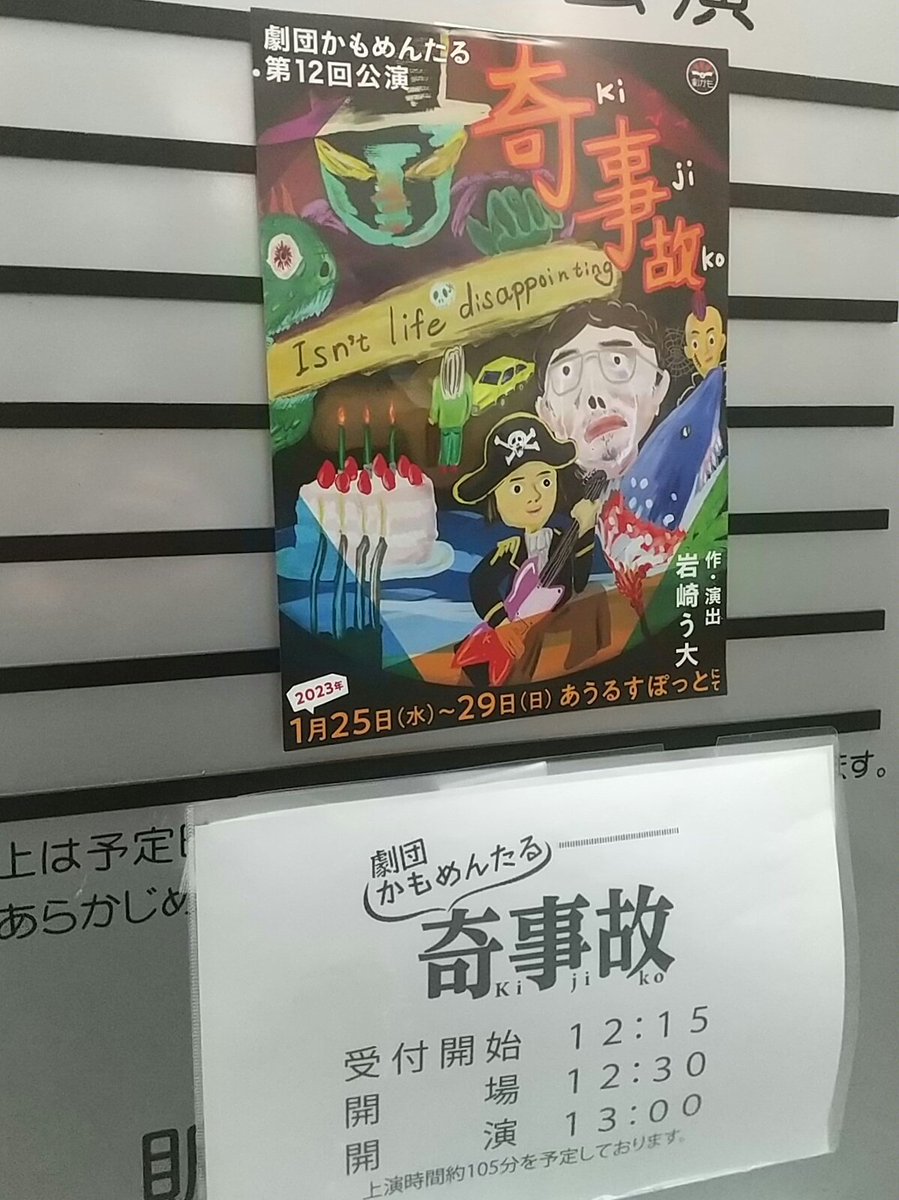 公演
劇団かもめんたる
・第12回公演
奇事故
Ki
ji
ko
劇かも
Isn't life disappointing
作・演出
岩崎う大
2023年
1月25日(水)~29日(日) あうるすぽっとにて
ます。
上は予定
あらかじめ
劇団
かもめんたる
奇事故
Ki ji ko
受付開始 12:15
開場 12:30
開演 13:00
上演時間約105分を予定しております。